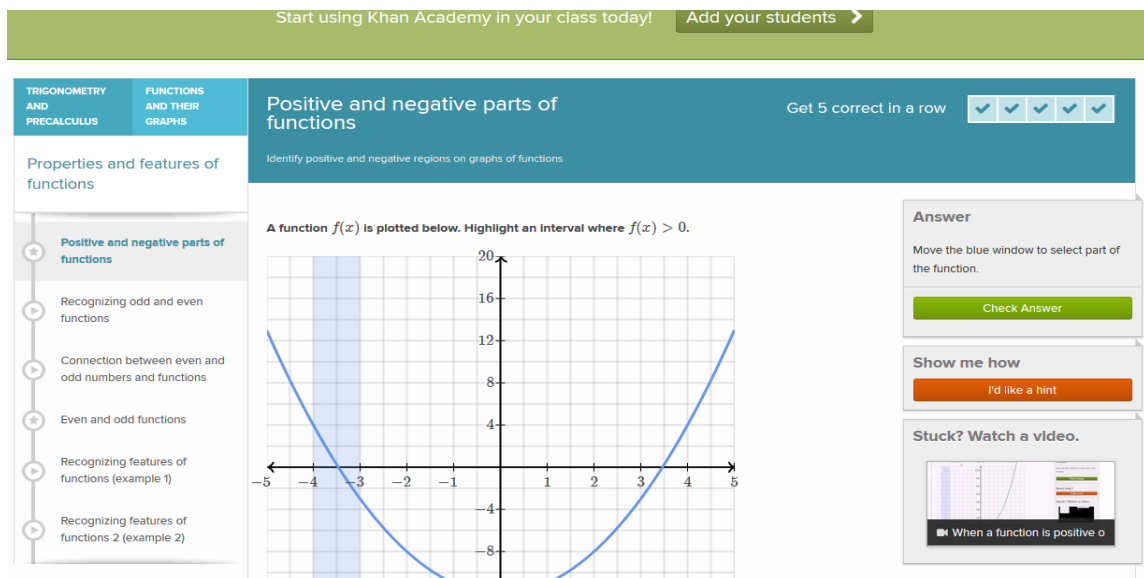 Start using Khan Academy in your class today! Add your students
TRIGONOMETRY
AND
PRECALCULUS
FUNCTIONS
AND THEIR
GRAPHS
Properties and features of
functions
Positive and negative parts of
functions
Recognizing odd and even
functions
Connection between even and
odd numbers and functions
Even and odd functions
Recognizing features of
functions (example 1)
Recognizing features of
functions 2 (example 2)
Positive and negative parts of
functions
Get 5 correct in a row
Identify positive and negative regions on graphs of functions
A function f(x) is plotted below. Highlight an interval where f(x) > 0.
20
16
12
8
4
−5 −4 −3 −2 −1 1 2 3 4 5
−4
−8
Answer
Move the blue window to select part of
the function.
Check Answer
Show me how
I'd like a hint
Stuck? Watch a video.
When a function is positive o